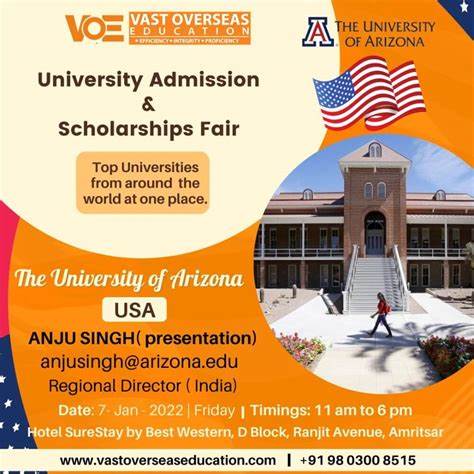 VOE VAST OVERSEAS
EDUCATION
• EFFICIENCY • INTEGRITY • PROFICIENCY
A THE UNIVERSITY
OF ARIZONA
University Admission
&
Scholarships Fair
Top Universities
from around the
world at one place.
The University of Arizona
USA
ANJU SINGH( presentation)
anjusingh@arizona.edu
Regional Director ( India)
Date: 7- Jan - 2022 | Friday | Timings: 11 am to 6 pm
Hotel SureStay by Best Western, D Block, Ranjit Avenue, Amritsar
www.vastoverseaseducation.com +91 98 0300 8515